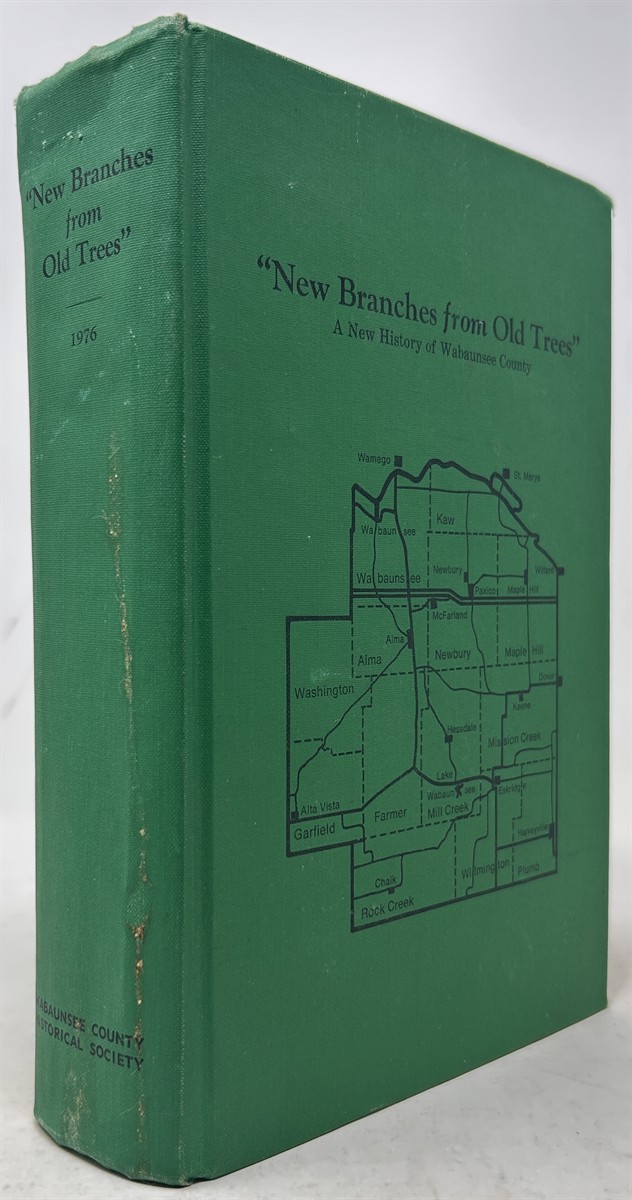 "New Branches
from
Old Trees"
1976
WABAUNSEE COUNTY
HISTORICAL SOCIETY
"New Branches from Old Trees"
A New History of Wabaunsee County
Wamego
St. Marys
Kaw
Wabaunsee
Willard
Newbury
Wabaunsee
Paxico
Maple Hill
McFarland
Alma
Newbury
Maple Hill
Alma
Dover
Washington
Keene
Hessdale
Mission Creek
Lake
Wabaunsee
Eskridge
Alta Vista
Farmer
Mill Creek
Garfield
Harveyville
Wilmington
Plumb
Chalk
Rock Creek